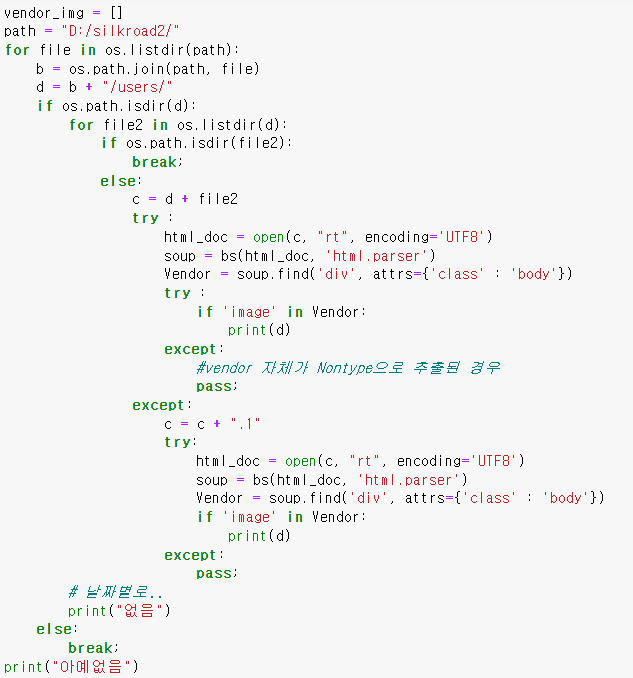 vendor_img = []
path = "D:/silkroad2/"
for file in os.listdir(path):
    b = os.path.join(path, file)
    d = b + "/users/"
    if os.path.isdir(d):
        for file2 in os.listdir(d):
            if os.path.isdir(file2):
                break;
            else:
                c = d + file2
                try :
                    html_doc = open(c, "rt", encoding='UTF8')
                    soup = bs(html_doc, 'html.parser')
                    Vendor = soup.find('div', attrs={'class' : 'body'})
                    try :
                        if 'image' in Vendor:
                            print(d)
                    except:
                        #vendor 자체가 Nontype으로 추출된 경우
                        pass;
                except:
                    c = c + ".1"
                    try:
                        html_doc = open(c, "rt", encoding='UTF8')
                        soup = bs(html_doc, 'html.parser')
                        Vendor = soup.find('div', attrs={'class' : 'body'})
                        if 'image' in Vendor:
                            print(d)
                    except:
                        pass;
        # 날짜별로..
        print("없음")
    else:
        break;
print("아예없음")